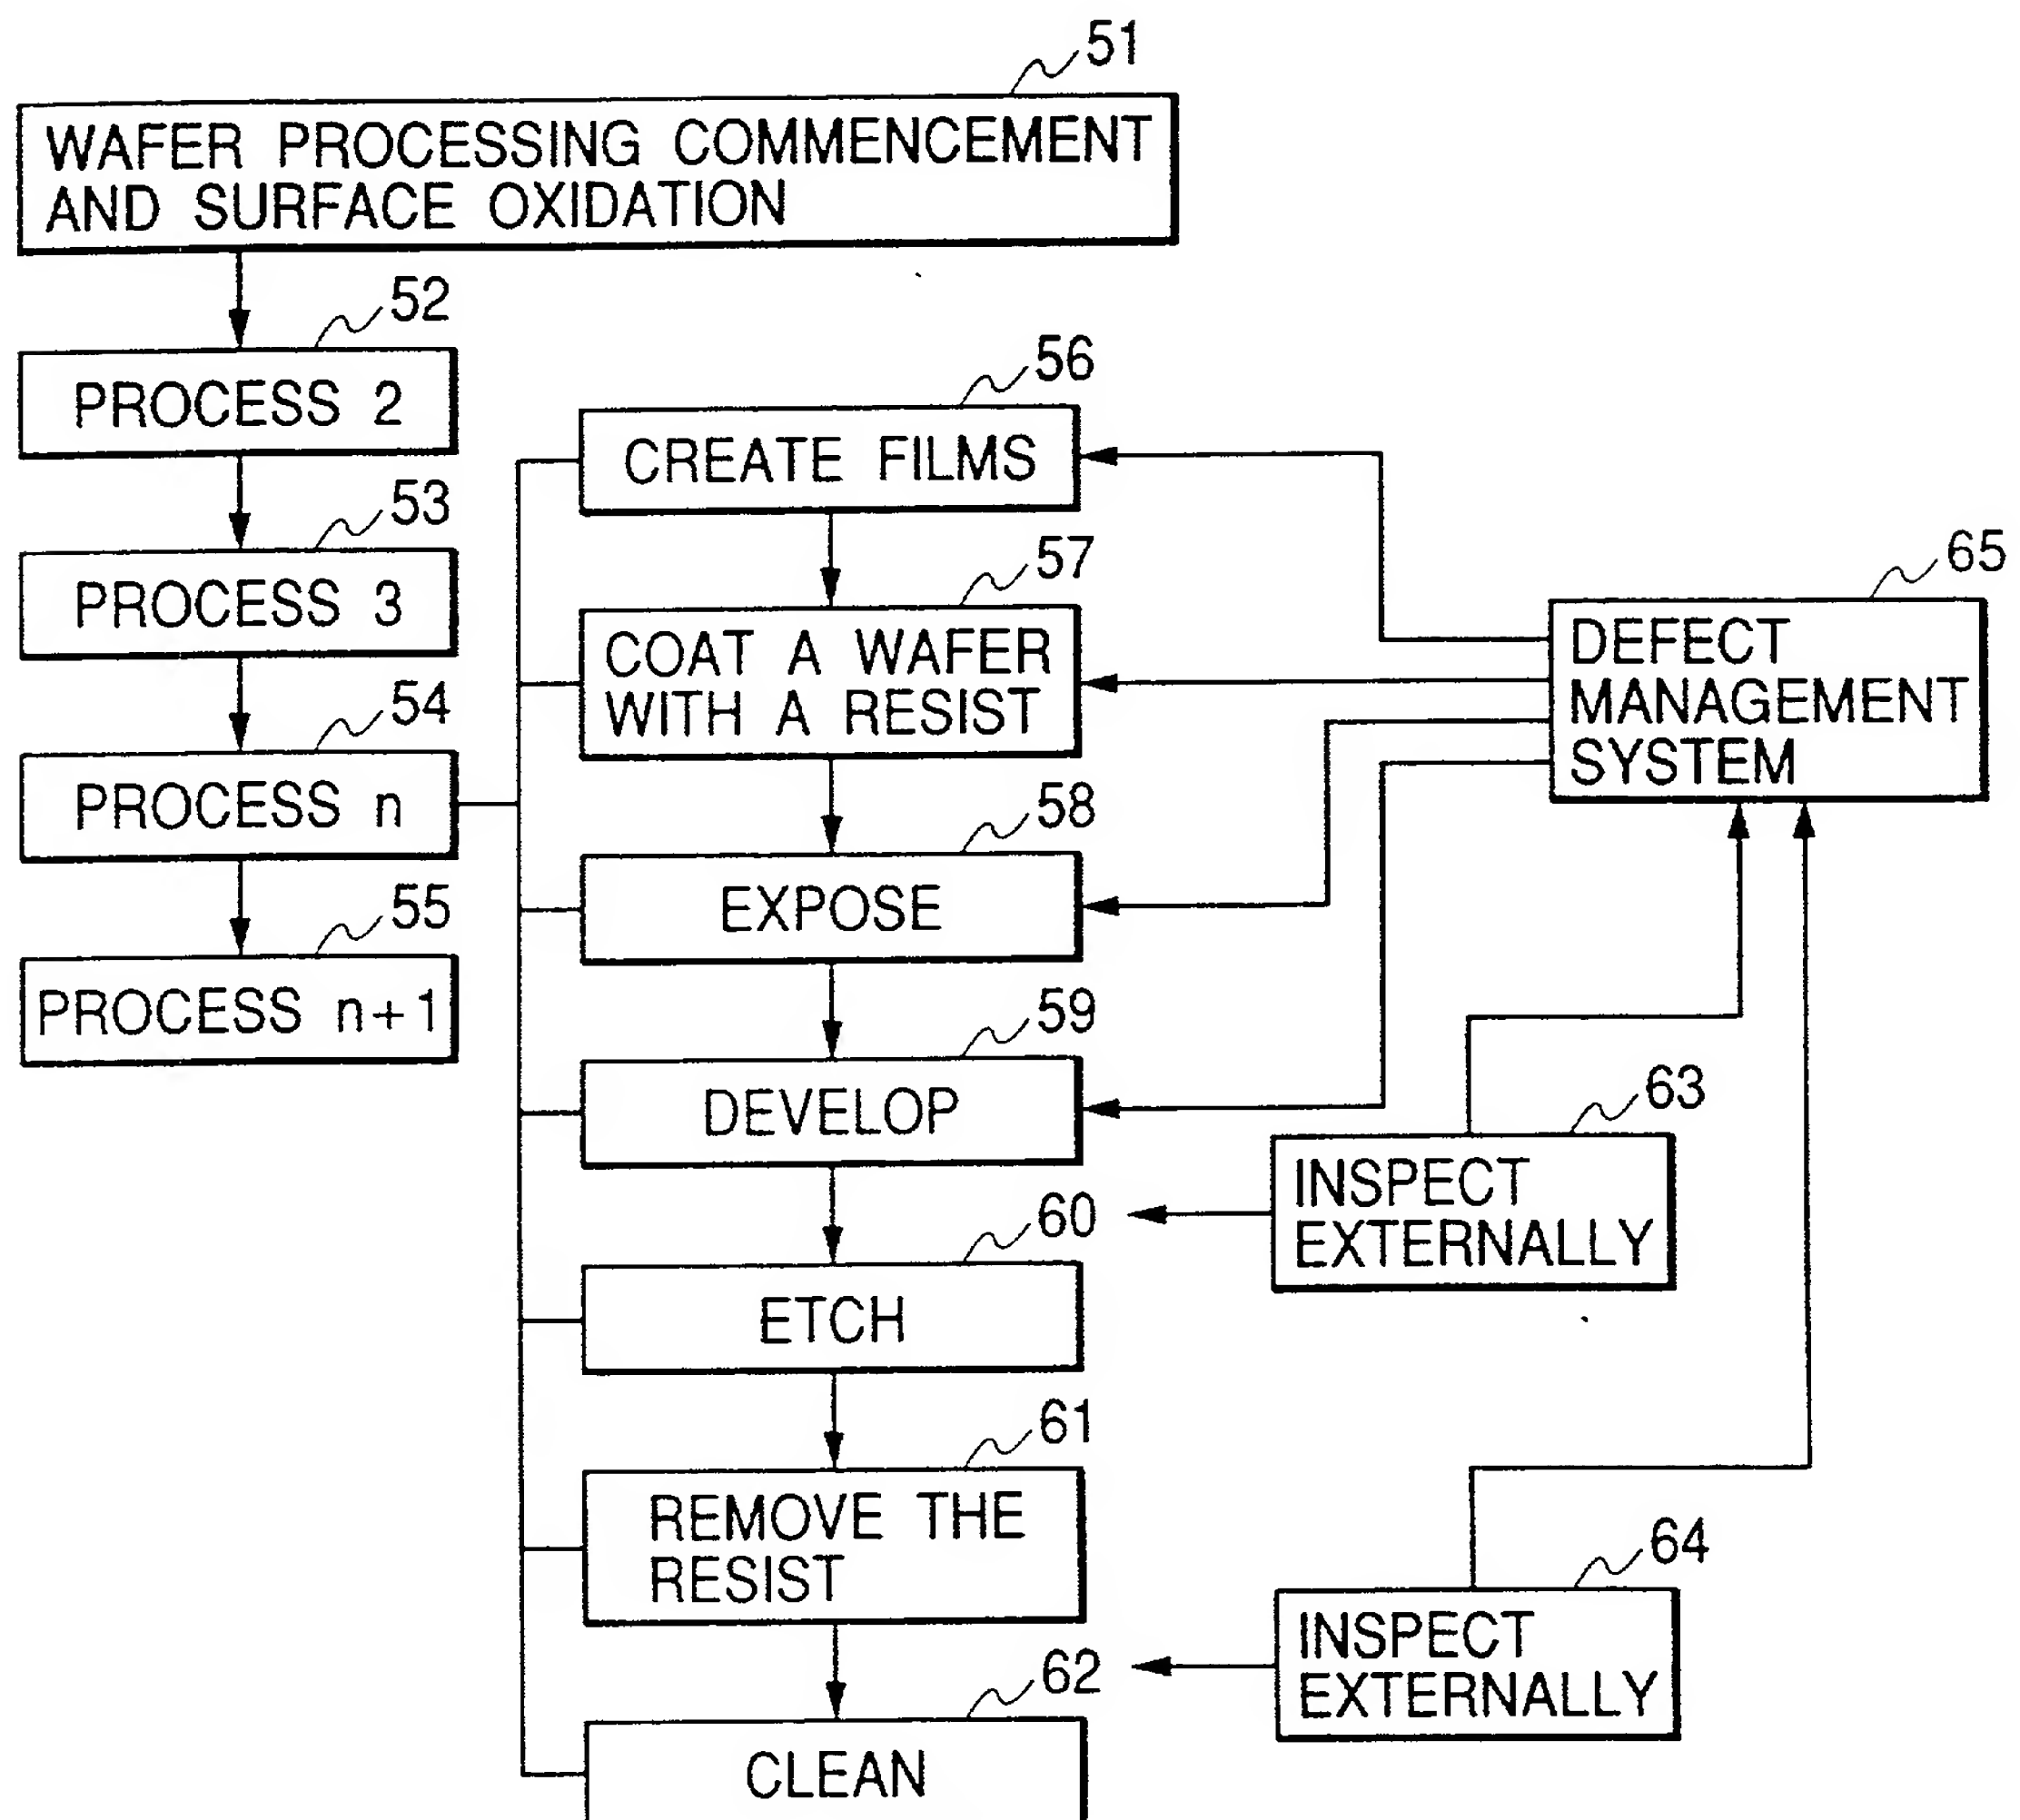 51
WAFER PROCESSING COMMENCEMENT
AND SURFACE OXIDATION
52
PROCESS 2
53
PROCESS 3
54
PROCESS n
55
PROCESS n+1
56
CREATE FILMS
57
COAT A WAFER
WITH A RESIST
58
EXPOSE
59
DEVELOP
60
ETCH
61
REMOVE THE
RESIST
62
CLEAN
65
DEFECT
MANAGEMENT
SYSTEM
63
INSPECT
EXTERNALLY
64
INSPECT
EXTERNALLY